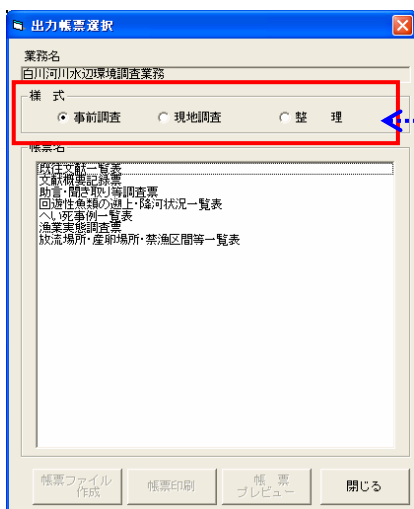 出力帳票選択
業務名
白川河川水辺環境調査業務
様 式
事前調査 現地調査 整 理
帳票名
既往文献一覧表
文献概要記録票
助言・聞き取り等調査票
回遊性魚類の遡上・降河状況一覧表
へい死事例一覧表
漁業実態調査票
放流場所・産卵場所・禁漁区間等一覧表
帳票ファイル
作成
帳票印刷
帳 票
プレビュー
閉じる